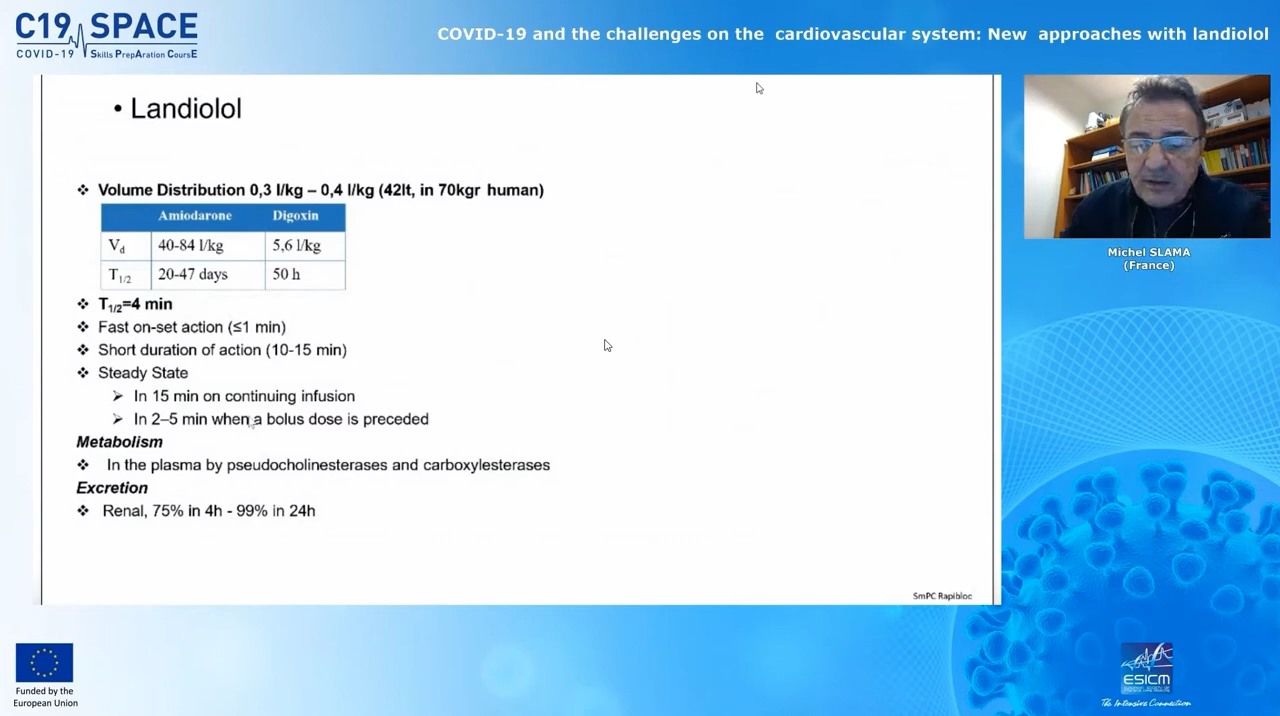 C19 SPACE
COVID-19 Skills PrepAration CoursE
COVID-19 and the challenges on the cardiovascular system: New approaches with landiolol
• Landiolol
❖ Volume Distribution 0,3 l/kg – 0,4 l/kg (42lt, in 70kgr human)
Amiodarone Digoxin
Vd 40-84 l/kg 5,6 l/kg
T1/2 20-47 days 50 h
❖ T1/2=4 min
❖ Fast on-set action (≤1 min)
❖ Short duration of action (10-15 min)
❖ Steady State
➢ In 15 min on continuing infusion
➢ In 2–5 min when a bolus dose is preceded
Metabolism
❖ In the plasma by pseudocholinesterases and carboxylesterases
Excretion
❖ Renal, 75% in 4h - 99% in 24h
SmPC Rapibloc
Michel SLAMA
(France)
Funded by the
European Union
ESICM
The Intensive Connection